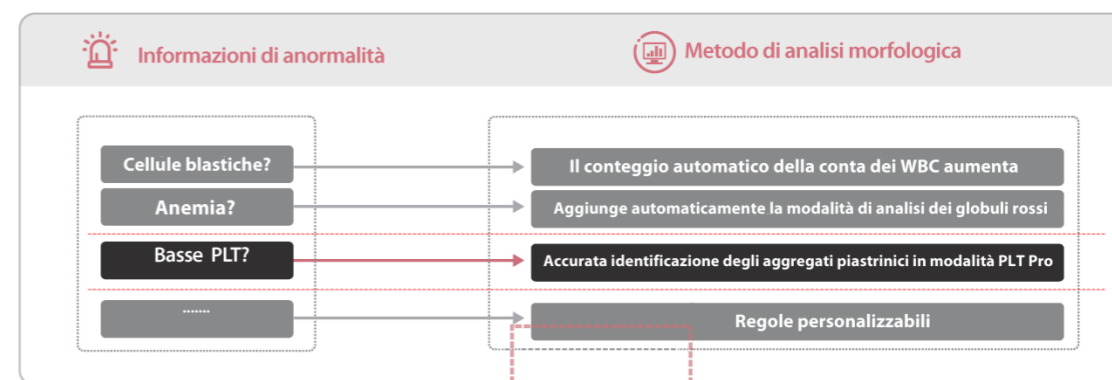 Informazioni di anormalità
Metodo di analisi morfologica
Cellule blastiche?
Il conteggio automatico della conta dei WBC aumenta
Anemia?
Aggiunge automaticamente la modalità di analisi dei globuli rossi
Basse PLT?
Accurata identificazione degli aggregati piastrinici in modalità PLT Pro
.......
Regole personalizzabili